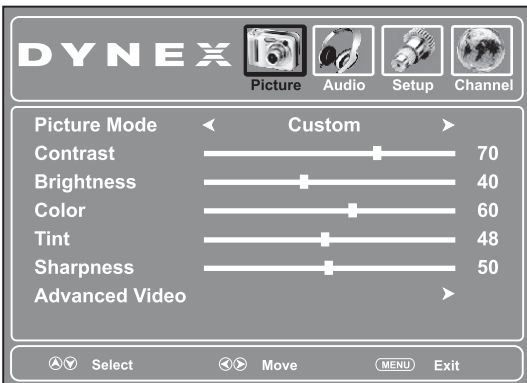 DYNEX
Picture Audio Setup Channel
Picture Mode Custom
Contrast 70
Brightness 40
Color 60
Tint 48
Sharpness 50
Advanced Video
Select Move MENU Exit